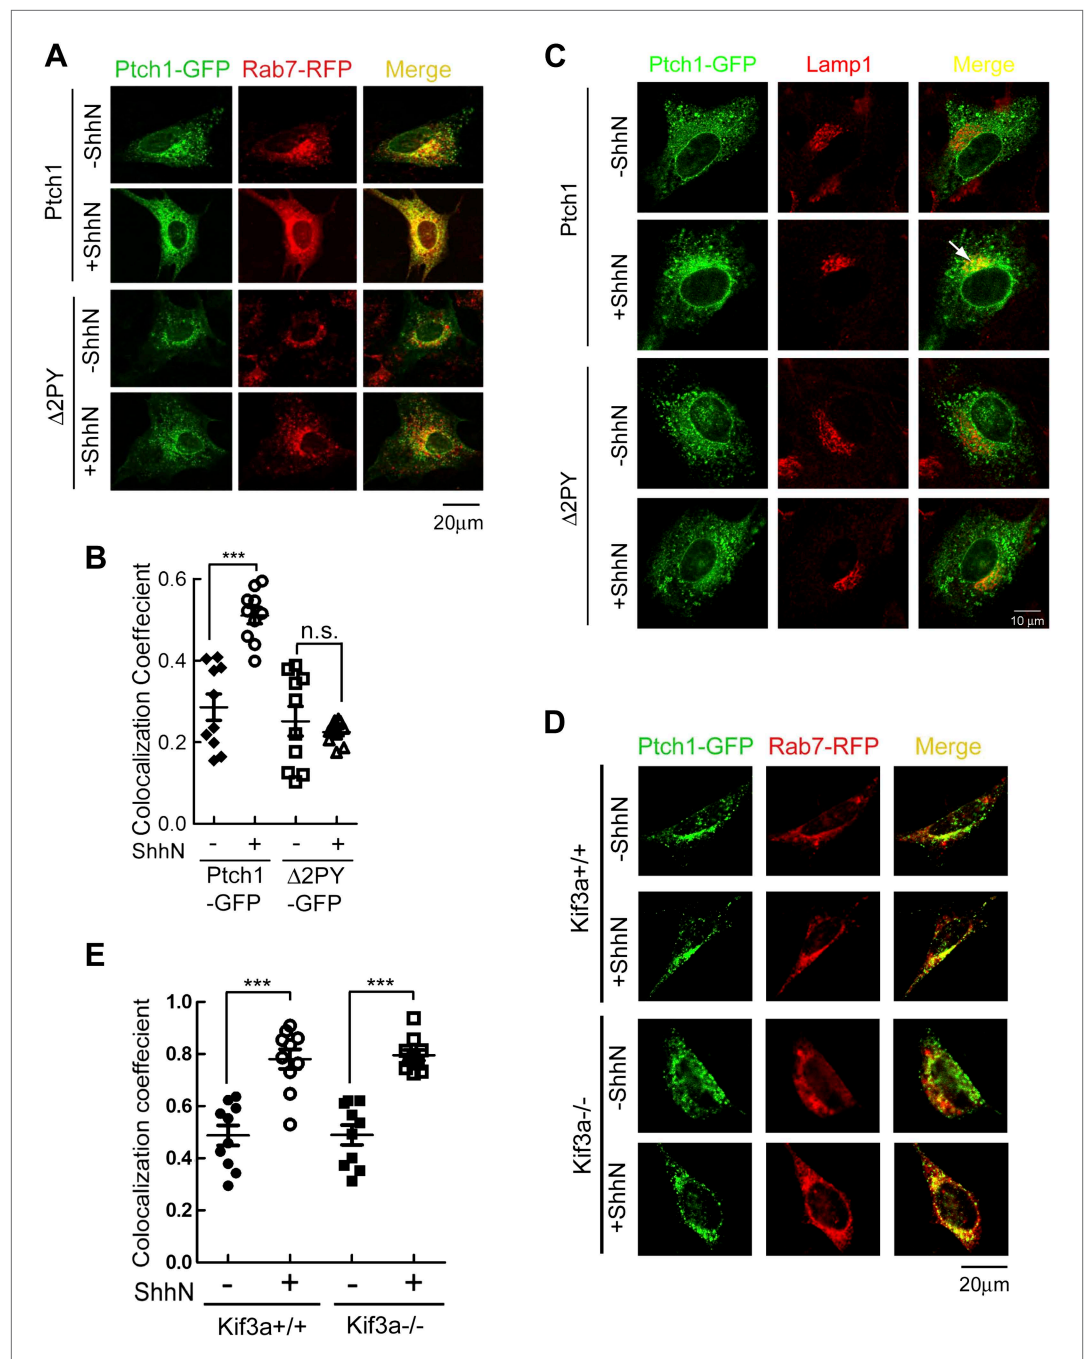 A
Ptch1-GFP Rab7-RFP Merge
Ptch1
-ShhN
+ShhN
Δ2PY
-ShhN
+ShhN
20μm
B
***
n.s.
Colocalization Coeffecient
0.6
0.4
0.2
0.0
ShhN - + - +
Ptch1 Δ2PY
-GFP -GFP
C
Ptch1-GFP Lamp1 Merge
Ptch1
-ShhN
+ShhN
Δ2PY
-ShhN
+ShhN
10 μm
D
Ptch1-GFP Rab7-RFP Merge
Kif3a+/+
-ShhN
+ShhN
Kif3a-/-
-ShhN
+ShhN
20μm
E
*** ***
Colocalization coeffecient
1.0
0.8
0.6
0.4
0.2
0.0
ShhN - + - +
Kif3a+/+ Kif3a-/-